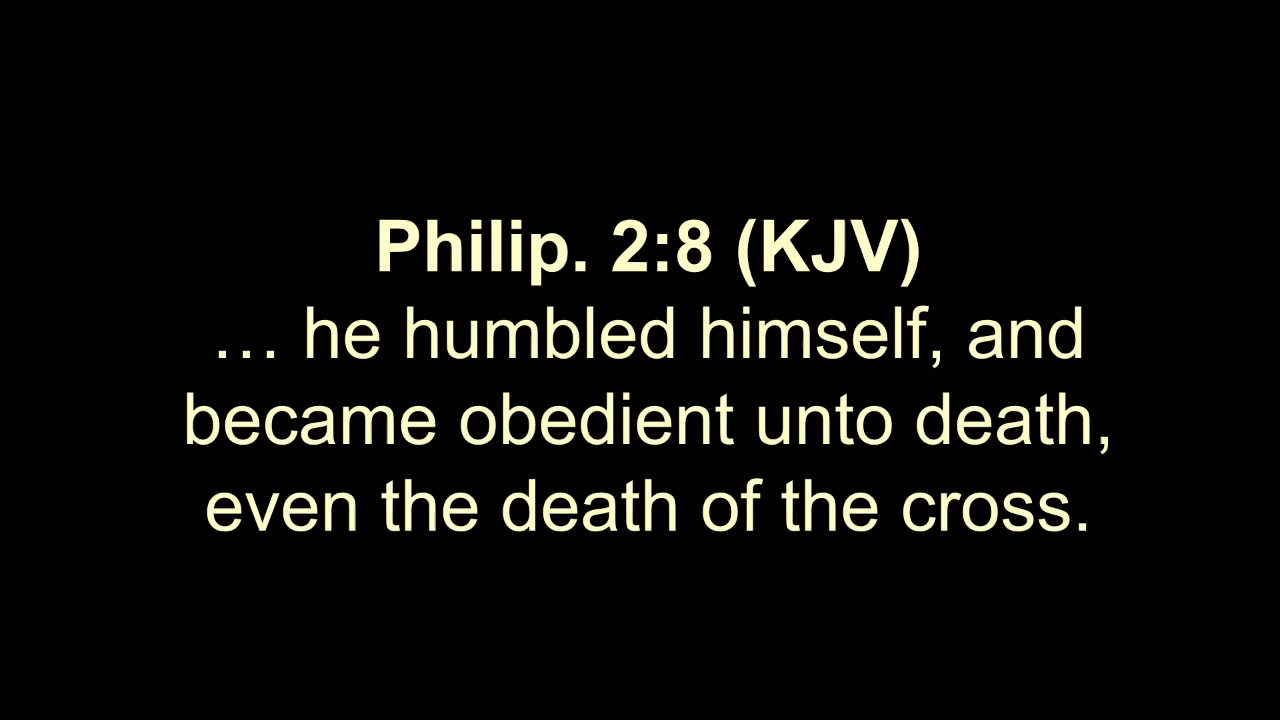 Philip. 2:8 (KJV)
… he humbled himself, and
became obedient unto death,
even the death of the cross.